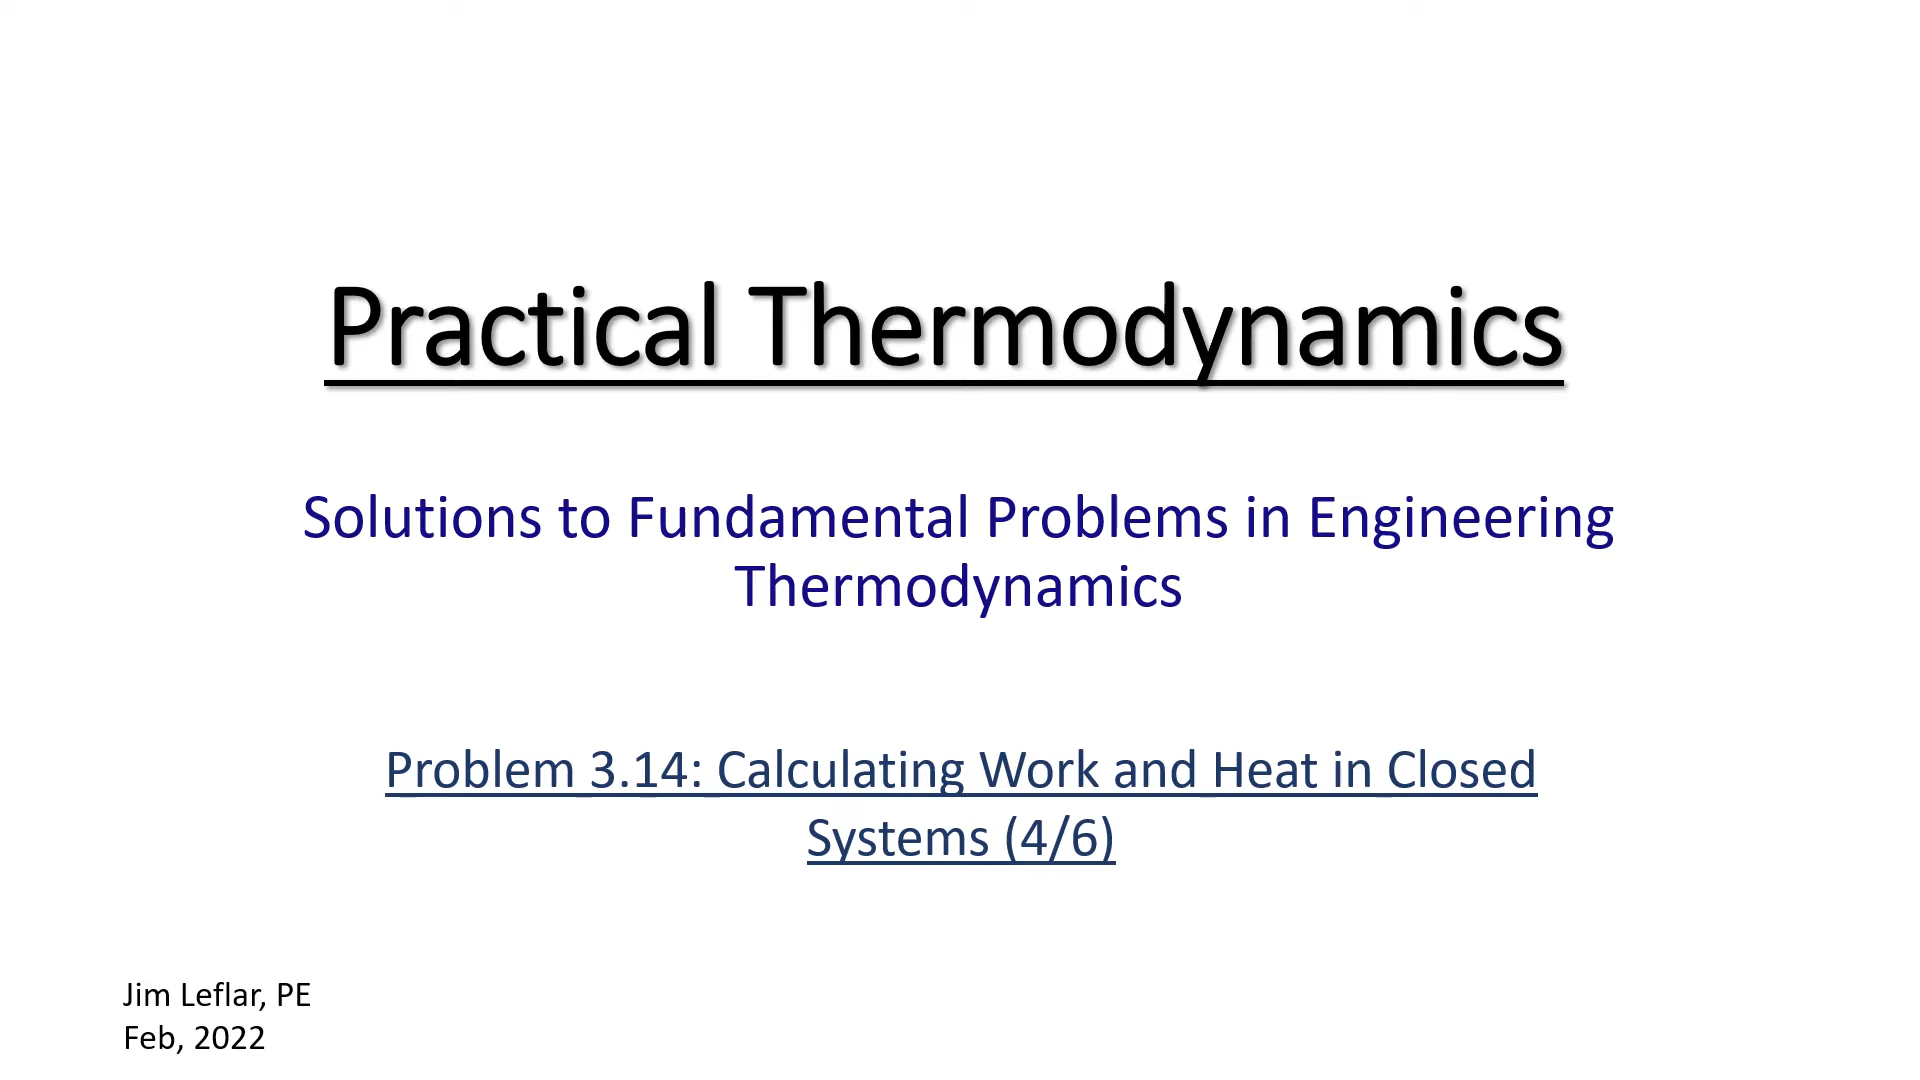 Practical Thermodynamics
Solutions to Fundamental Problems in Engineering
Thermodynamics
Problem 3.14: Calculating Work and Heat in Closed
Systems (4/6)
Jim Leflar, PE
Feb, 2022